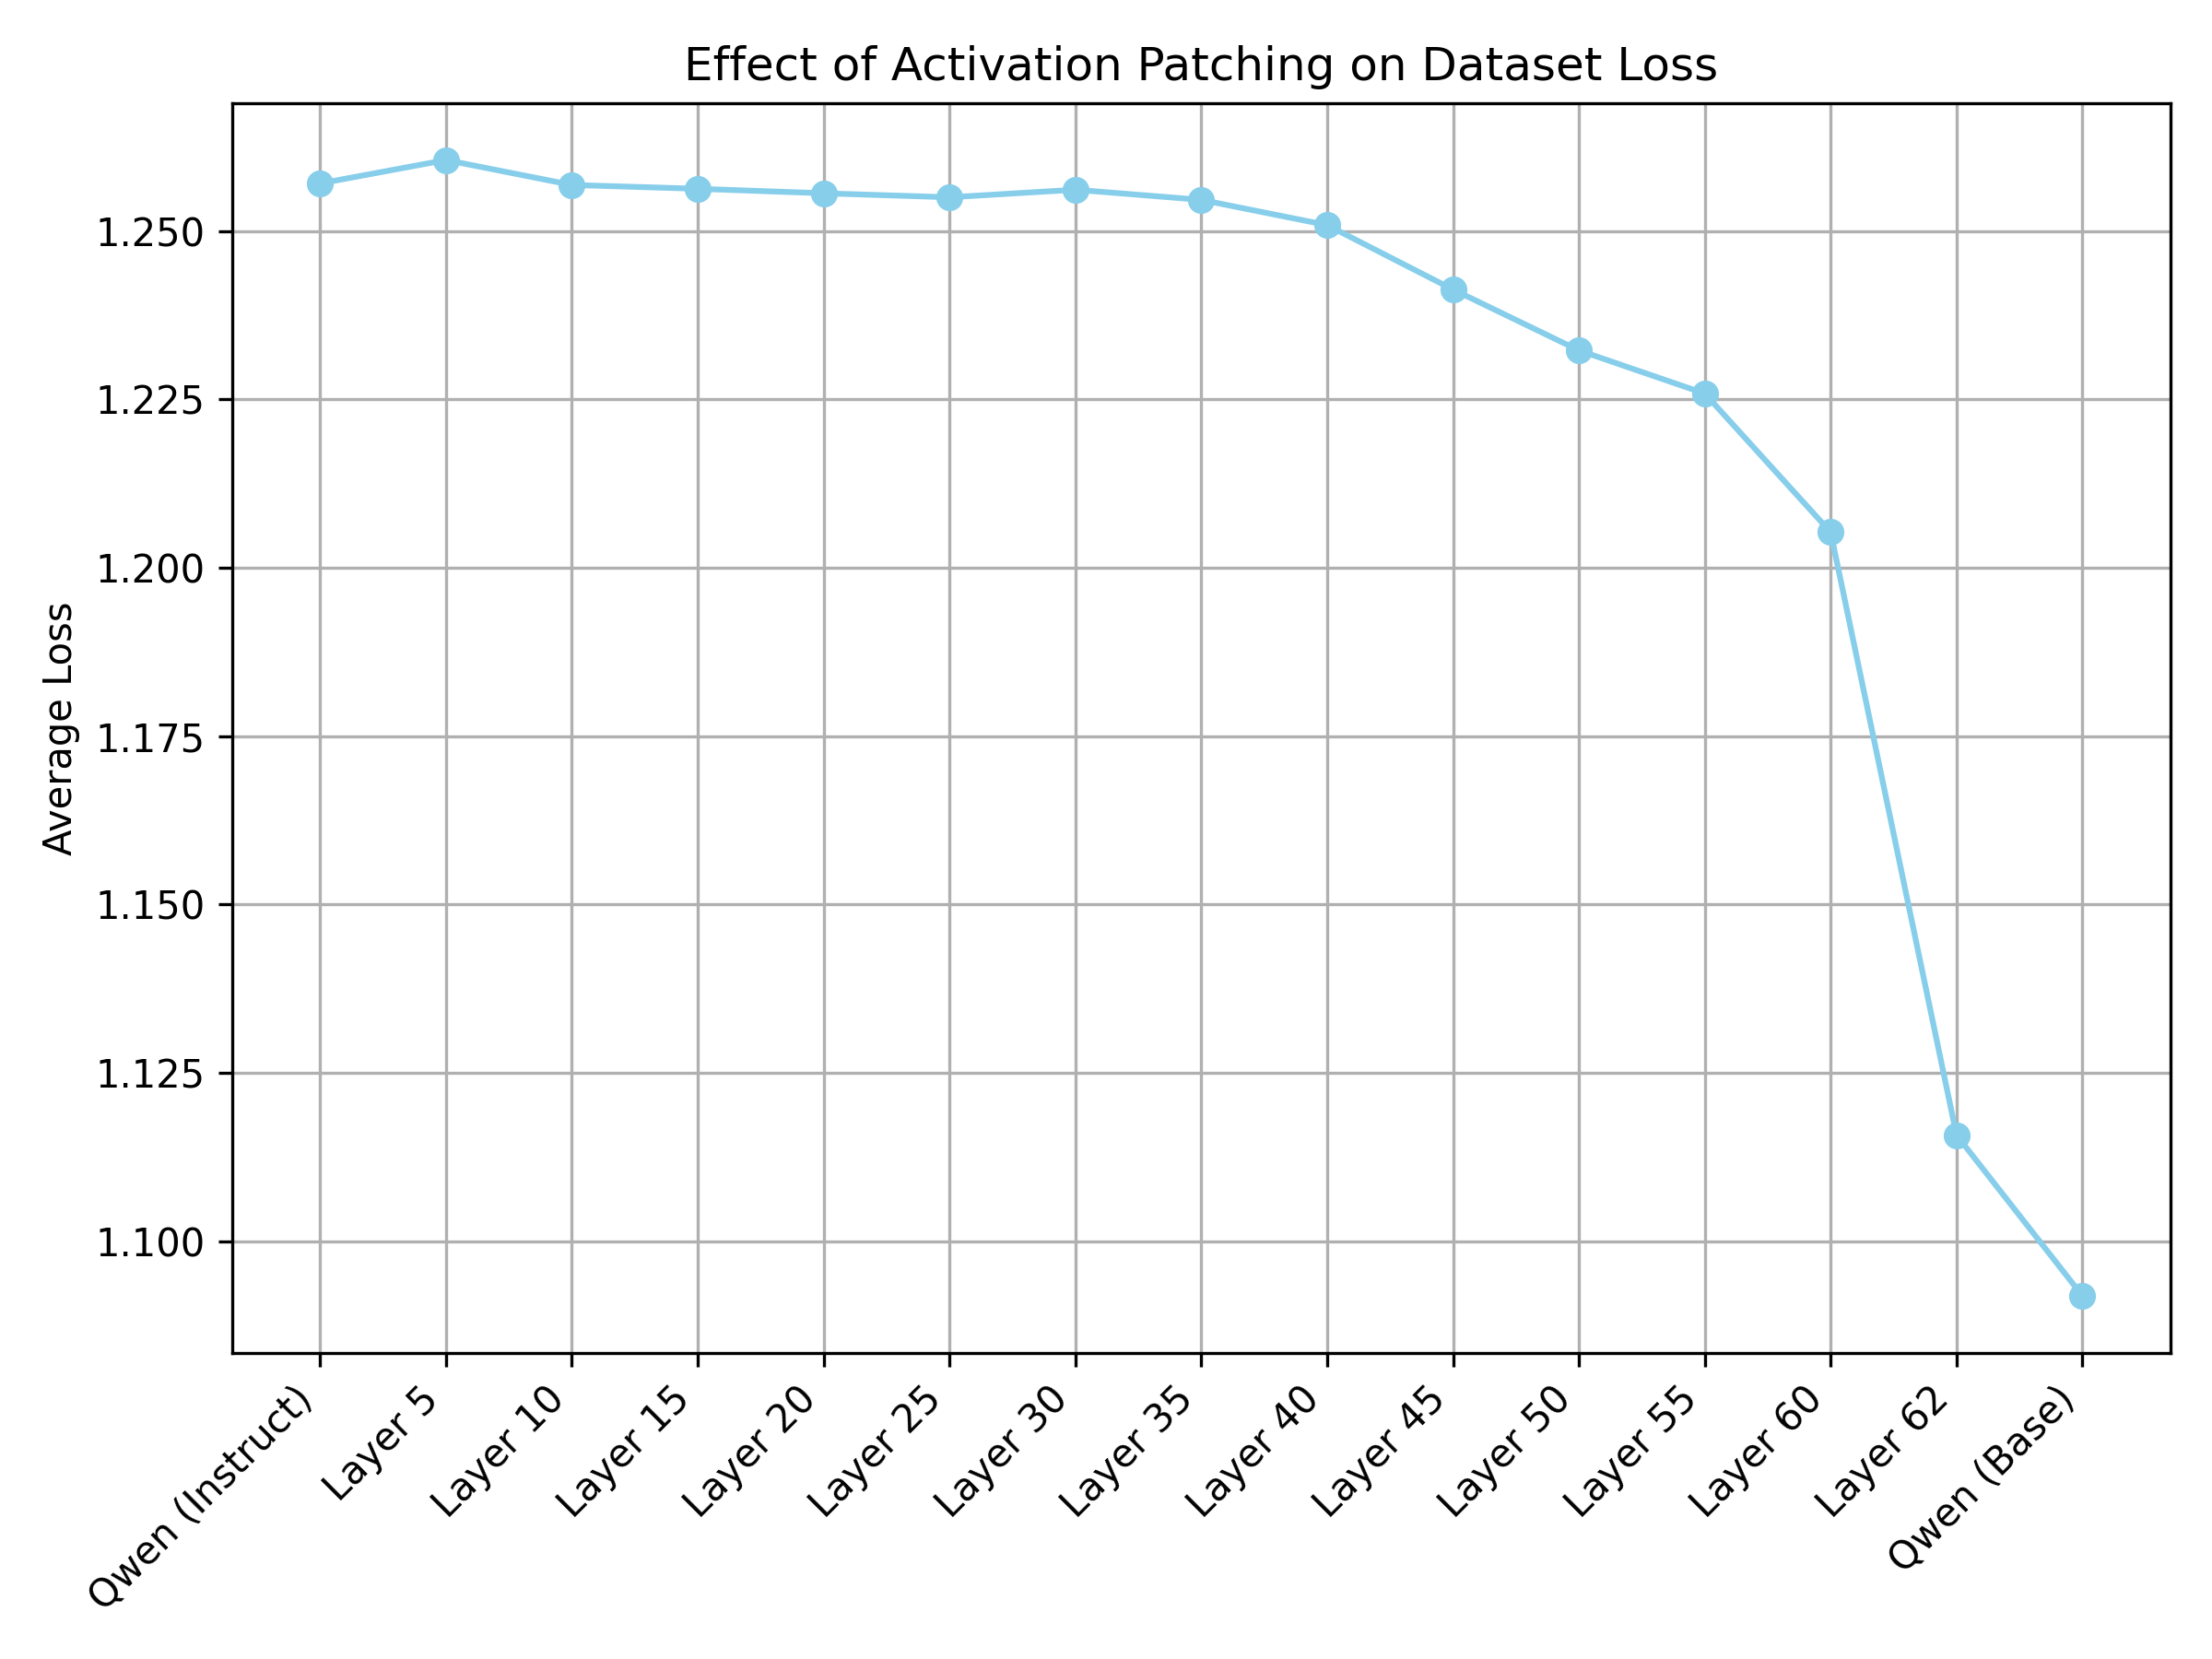 Effect of Activation Patching on Dataset Loss
Average Loss
1.250
1.225
1.200
1.175
1.150
1.125
1.100
Qwen (Instruct)
Layer 5
Layer 10
Layer 15
Layer 20
Layer 25
Layer 30
Layer 35
Layer 40
Layer 45
Layer 50
Layer 55
Layer 60
Layer 62
Qwen (Base)